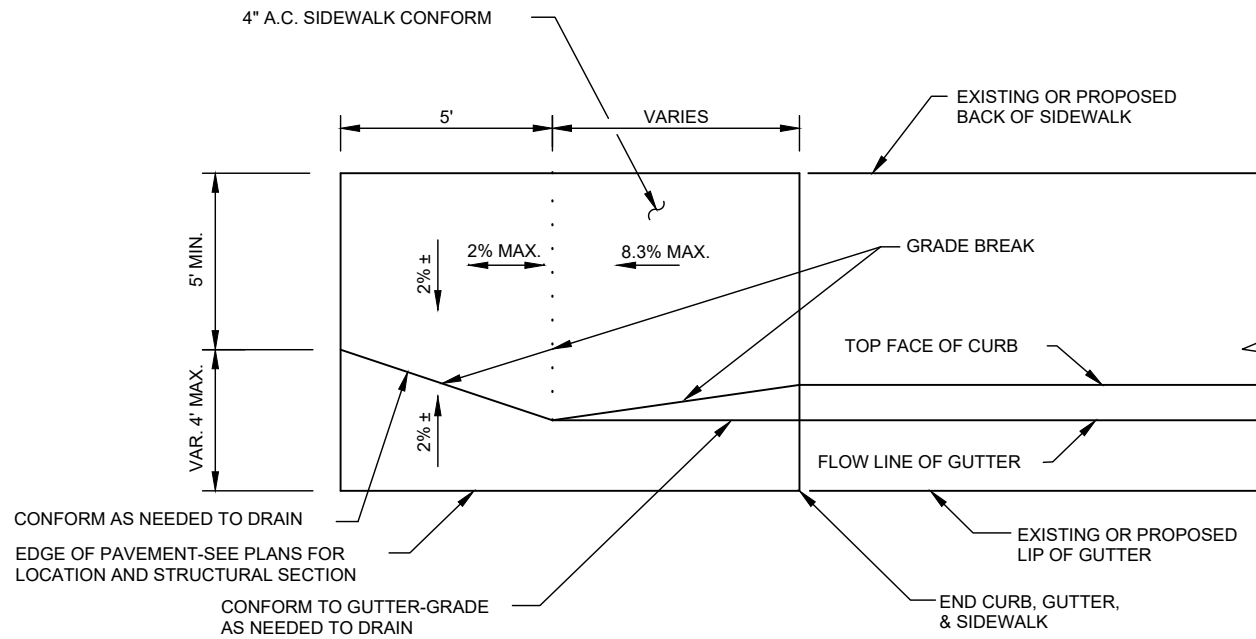 4" A.C. SIDEWALK CONFORM
EXISTING OR PROPOSED
BACK OF SIDEWALK
5'
VARIES
5' MIN.
2% ±
2% MAX.
8.3% MAX.
GRADE BREAK
TOP FACE OF CURB
VAR. 4' MAX.
2% ±
FLOW LINE OF GUTTER
CONFORM AS NEEDED TO DRAIN
EXISTING OR PROPOSED
LIP OF GUTTER
EDGE OF PAVEMENT-SEE PLANS FOR
LOCATION AND STRUCTURAL SECTION
CONFORM TO GUTTER-GRADE
AS NEEDED TO DRAIN
END CURB, GUTTER,
& SIDEWALK